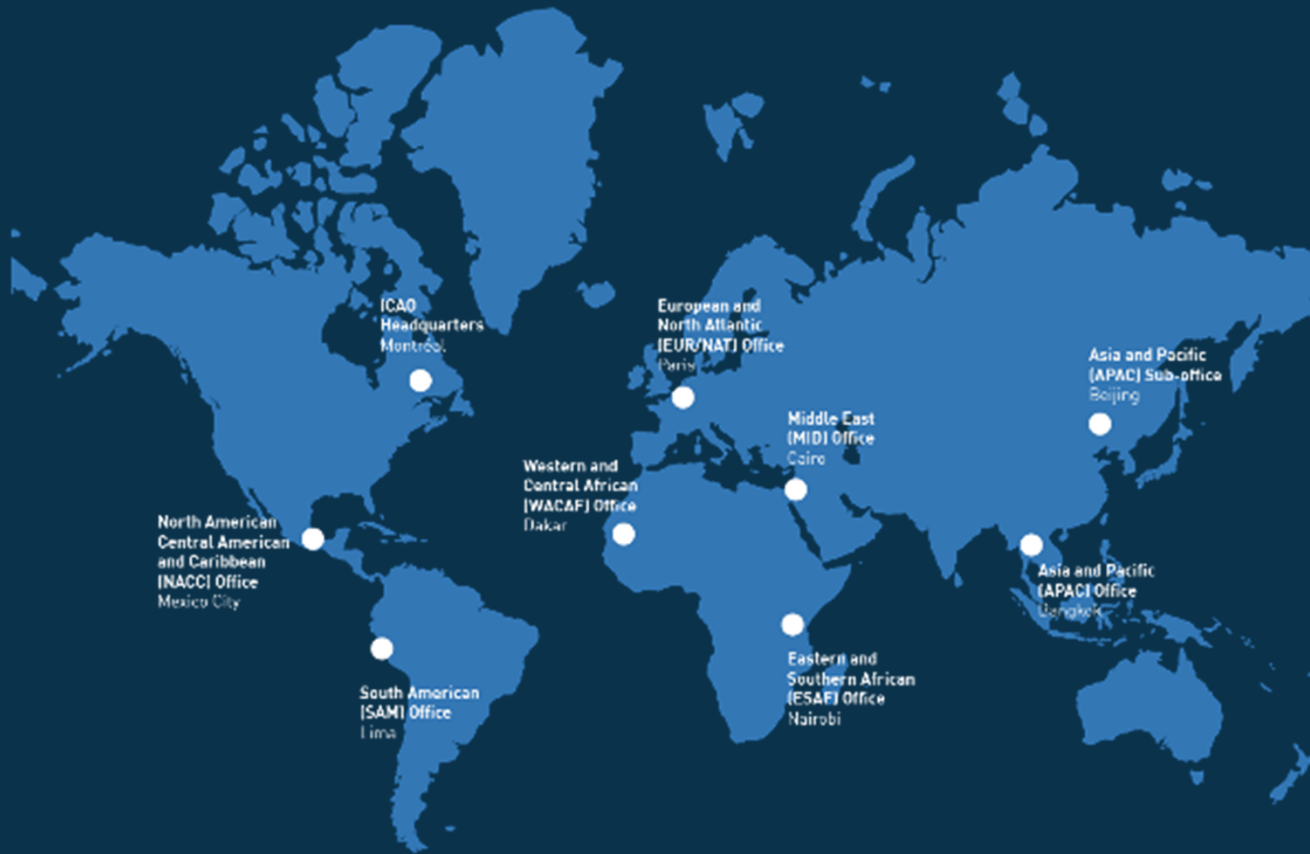 ICAO
Headquarters
Montréal
European and
North Atlantic
(EUR/NAT) Office
Paris
Asia and Pacific
(APAC) Sub-office
Beijing
Middle East
(MID) Office
Cairo
Western and
Central African
(WACAF) Office
Dakar
North American
Central American
and Caribbean
(NACC) Office
Mexico City
Asia and Pacific
(APAC) Office
Bangkok
Eastern and
Southern African
(ESAF) Office
Nairobi
South American
(SAM) Office
Lima